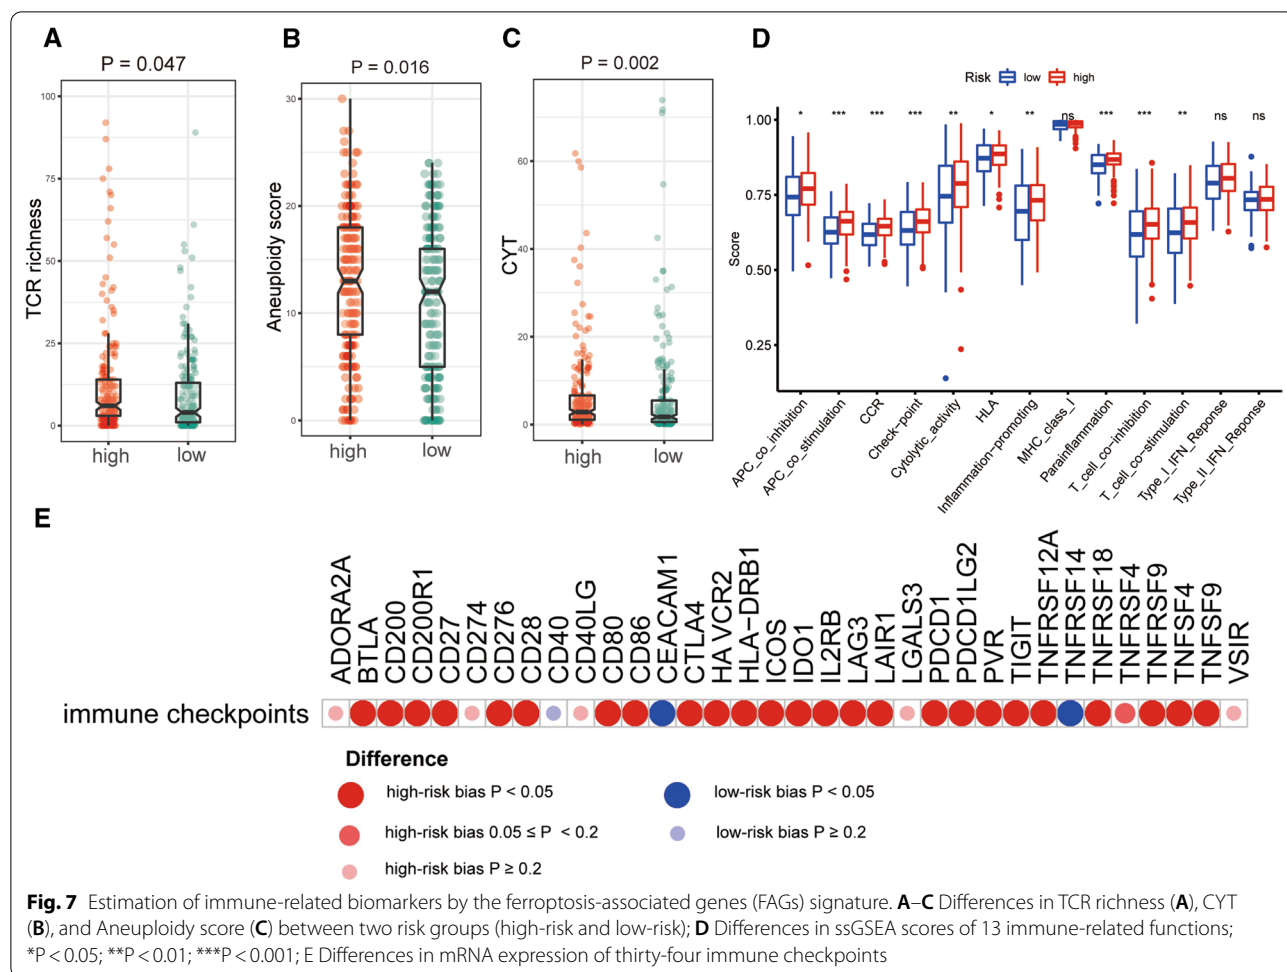 A
P = 0.047
TCR richness
100
75
50
25
0
high
low
B
P = 0.016
Aneuploidy score
30
20
10
0
high
low
C
P = 0.002
CYT
60
40
20
0
high
low
D
Risk low high
Score
1.00
0.75
0.50
0.25
* *** *** *** ** * ** ns *** *** ** ns ns
APC_co_inhibition
APC_co_stimulation
CCR
Check−point
Cytolytic_activity
HLA
Inflammation−promoting
MHC_class_I
Parainflammation
T_cell_co−inhibition
T_cell_co−stimulation
Type_I_IFN_Reponse
Type_II_IFN_Reponse
E
ADORA2A
BTLA
CD200
CD200R1
CD27
CD274
CD276
CD28
CD40
CD40LG
CD80
CD86
CEACAM1
CTLA4
HAVCR2
HLA−DRB1
ICOS
IDO1
IL2RB
LAG3
LAIR1
LGALS3
PDCD1
PDCD1LG2
PVR
TIGIT
TNFRSF12A
TNFRSF14
TNFRSF18
TNFRSF4
TNFRSF9
TNFSF4
TNFSF9
VSIR
immune checkpoints
Difference
high-risk bias P < 0.05
low-risk bias P < 0.05
high-risk bias 0.05 ≤ P < 0.2
low-risk bias P ≥ 0.2
high-risk bias P ≥ 0.2
Fig. 7 Estimation of immune-related biomarkers by the ferroptosis-associated genes (FAGs) signature. A–C Differences in TCR richness (A), CYT
(B), and Aneuploidy score (C) between two risk groups (high-risk and low-risk); D Differences in ssGSEA scores of 13 immune-related functions;
*P < 0.05; **P < 0.01; ***P < 0.001; E Differences in mRNA expression of thirty-four immune checkpoints